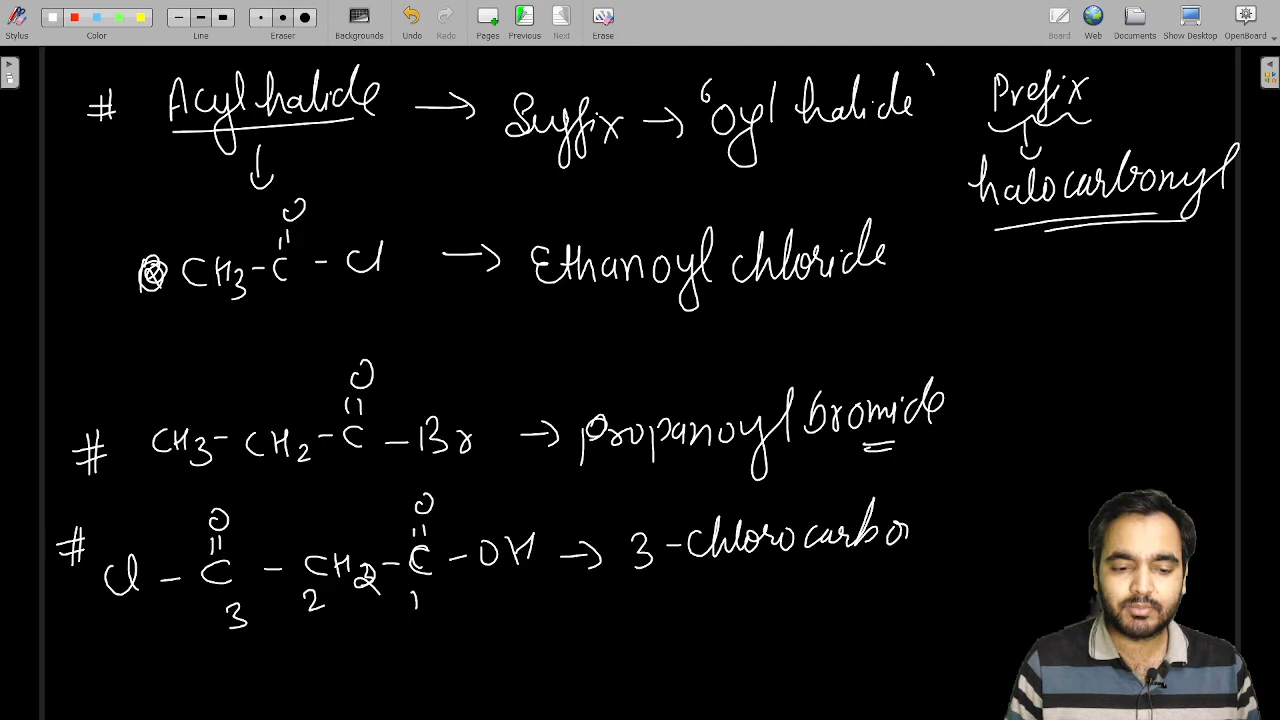 Stylus Color Line Eraser Backgrounds Undo Redo Pages Previous Next Erase Board Web Documents Show Desktop OpenBoard
# Acyl halide → Suffix → 'oyl halide' Prefix
halocarbonyl
O
CH3 - C - Cl → Ethanoyl chloride
O
# CH3 - CH2 - C - Br → propanoyl bromide
O O
# Cl - C - CH2 - C - OH → 3-chlorocarbo
3 2 1